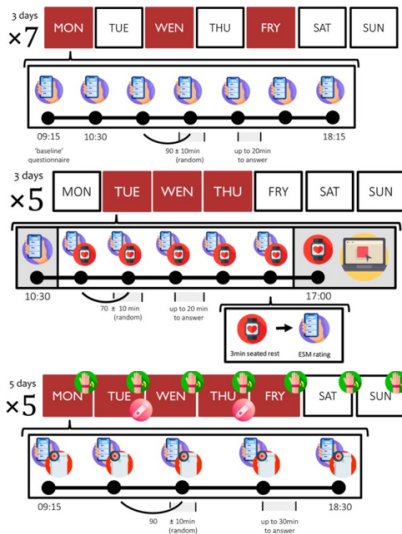 3 days
×7
MON TUE WEN THU FRY SAT SUN
09:15 10:30 18:15
'baseline' questionnaire
90 ± 10min (random)
up to 20min to answer
3 days
×5
MON TUE WEN THU FRY SAT SUN
10:30 17:00
70 ± 10 min (random)
up to 20 min to answer
3min seated rest ESM rating
5 days
×5
MON TUE WEN THU FRY SAT SUN
09:15 18:30
90 ± 10min (random)
up to 30min to answer